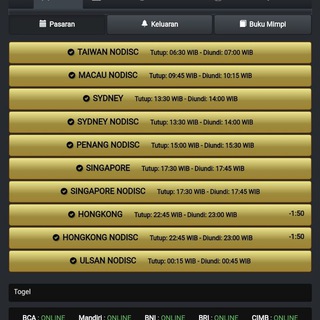 Pasaran Keluaran Buku Mimpi
TAIWAN NODISC Tutup: 06:30 WIB - Diundi: 07:00 WIB
MACAU NODISC Tutup: 09:45 WIB - Diundi: 10:15 WIB
SYDNEY Tutup: 13:30 WIB - Diundi: 14:00 WIB
SYDNEY NODISC Tutup: 13:30 WIB - Diundi: 14:00 WIB
PENANG NODISC Tutup: 15:00 WIB - Diundi: 15:30 WIB
SINGAPORE Tutup: 17:30 WIB - Diundi: 17:45 WIB
SINGAPORE NODISC Tutup: 17:30 WIB - Diundi: 17:45 WIB
HONGKONG Tutup: 22:45 WIB - Diundi: 23:00 WIB -1:50
HONGKONG NODISC Tutup: 22:45 WIB - Diundi: 23:00 WIB -1:50
ULSAN NODISC Tutup: 00:15 WIB - Diundi: 00:45 WIB
Togel
BCA : ONLINE Mandiri : ONLINE BNI : ONLINE BRI : ONLINE CIMB : ONLINE